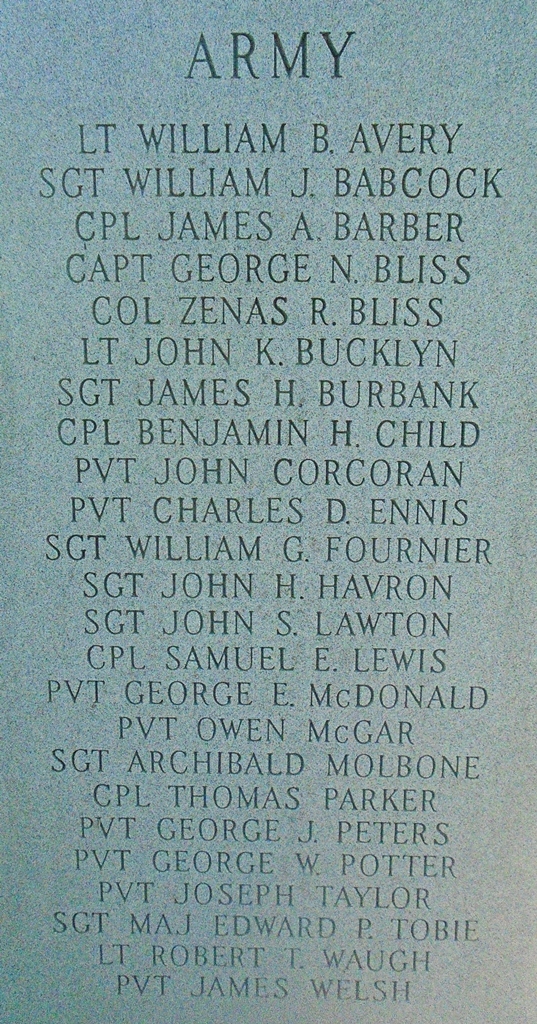 ARMY
LT WILLIAM B. AVERY
SGT WILLIAM J. BABCOCK
CPL JAMES A. BARBER
CAPT GEORGE N. BLISS
COL ZENAS R. BLISS
LT JOHN K. BUCKLYN
SGT JAMES H. BURBANK
CPL BENJAMIN H. CHILD
PVT JOHN CORCORAN
PVT CHARLES D. ENNIS
SGT WILLIAM G. FOURNIER
SGT JOHN H. HAVRON
SGT JOHN S. LAWTON
CPL SAMUEL E. LEWIS
PVT GEORGE E. McDONALD
PVT OWEN McGAR
SGT ARCHIBALD MOLBONE
CPL THOMAS PARKER
PVT GEORGE J. PETERS
PVT GEORGE W. POTTER
PVT JOSEPH TAYLOR
SGT MAJ EDWARD P. TOBIE
LT ROBERT T. WAUGH
PVT JAMES WELSH